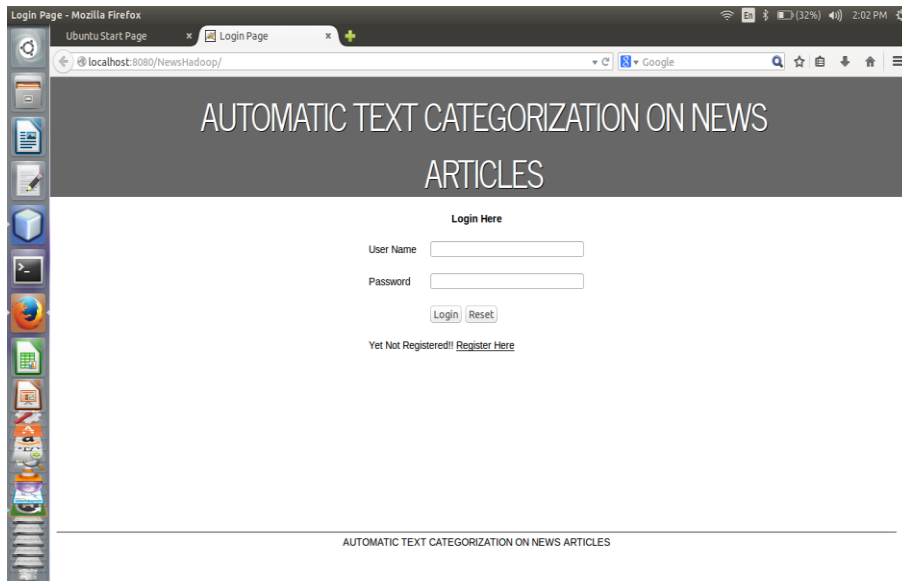 Login Page - Mozilla Firefox
En
(32%)
2:02 PM
Ubuntu Start Page
Login Page
localhost:8080/NewsHadoop/
Google
AUTOMATIC TEXT CATEGORIZATION ON NEWS
ARTICLES
Login Here
User Name
Password
Login Reset
Yet Not Registered!! Register Here
AUTOMATIC TEXT CATEGORIZATION ON NEWS ARTICLES